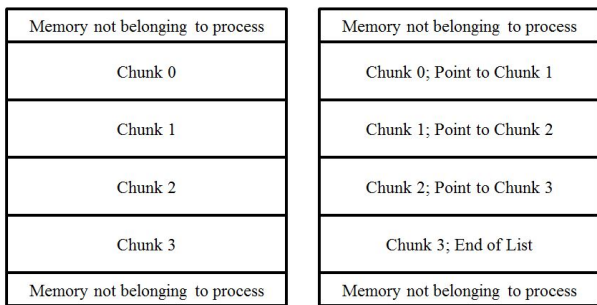 Memory not belonging to process
Chunk 0
Chunk 1
Chunk 2
Chunk 3
Memory not belonging to process
Memory not belonging to process
Chunk 0; Point to Chunk 1
Chunk 1; Point to Chunk 2
Chunk 2; Point to Chunk 3
Chunk 3; End of List
Memory not belonging to process